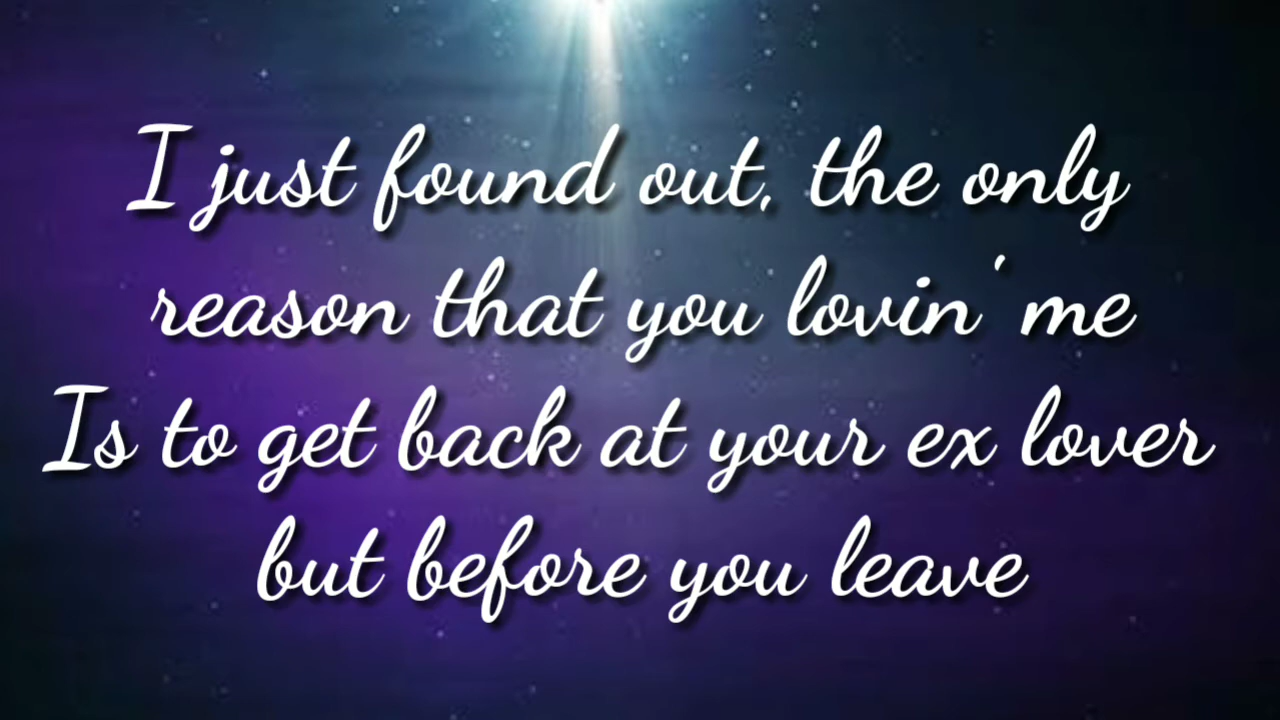 I just found out, the only
reason that you lovin' me
Is to get back at your ex lover
but before you leave